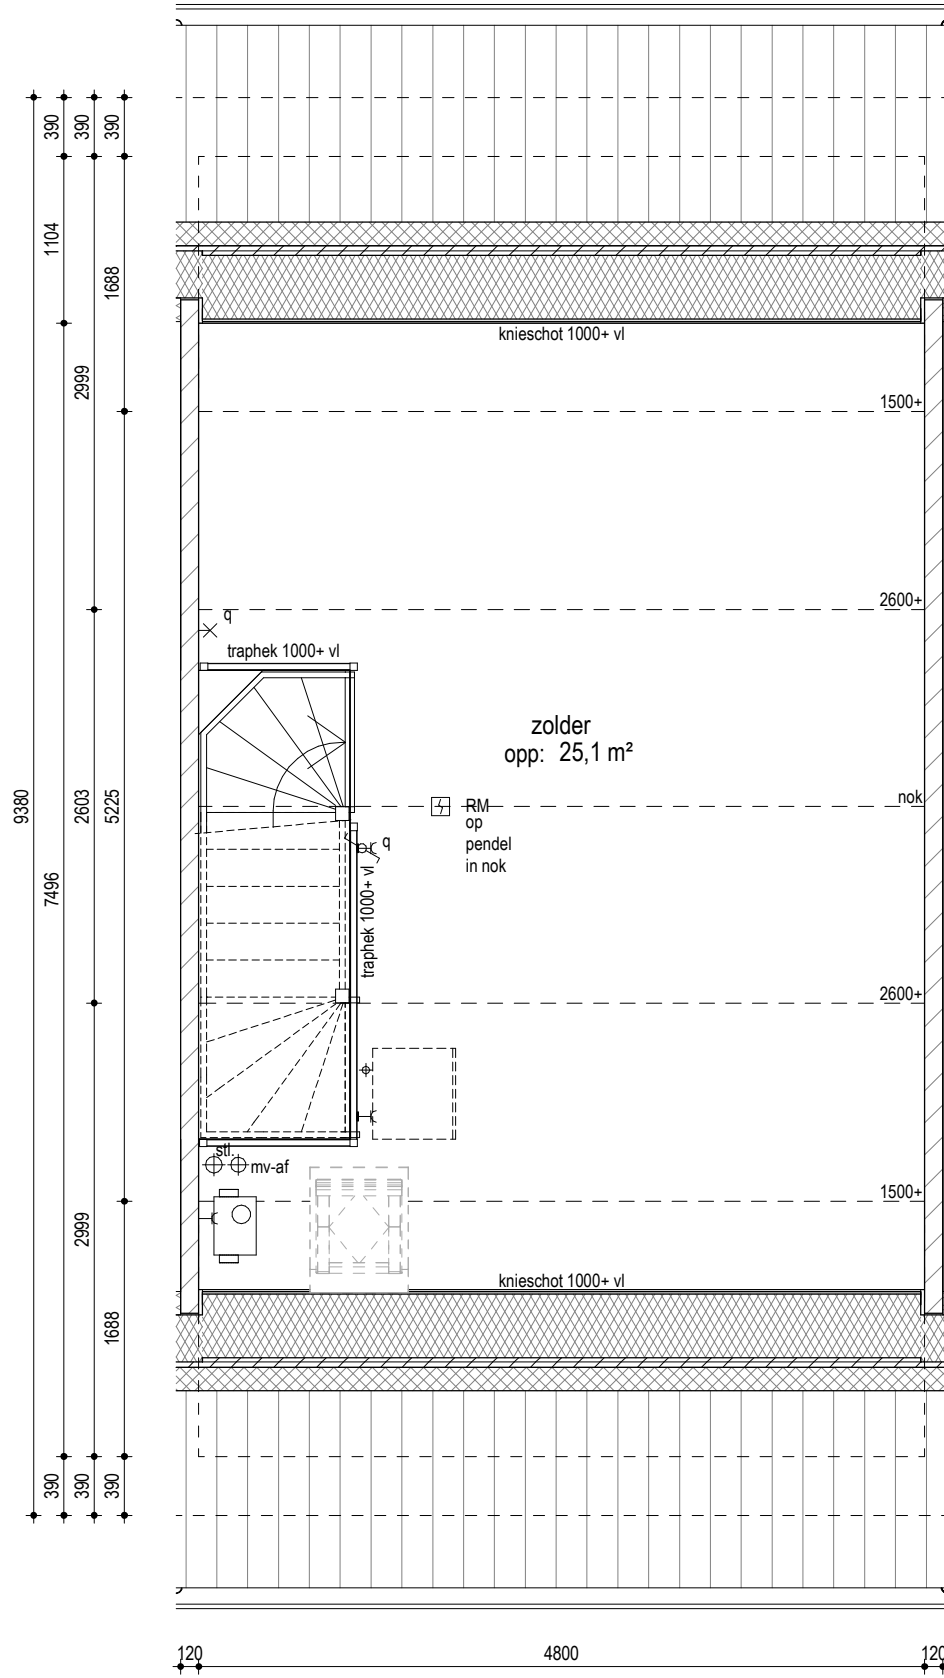 390
390
390
1104
1688
knieschot 1000+ vl
2999
1500+
2600+
q
traphek 1000+ vl
zolder
opp: 25,1 m²
9380
2603
5225
nok
RM
op
pendel
in nok
q
7496
traphek 1000+ vl
2600+
stl.
mv-af
1500+
2999
knieschot 1000+ vl
1688
390
390
390
120
4800
120